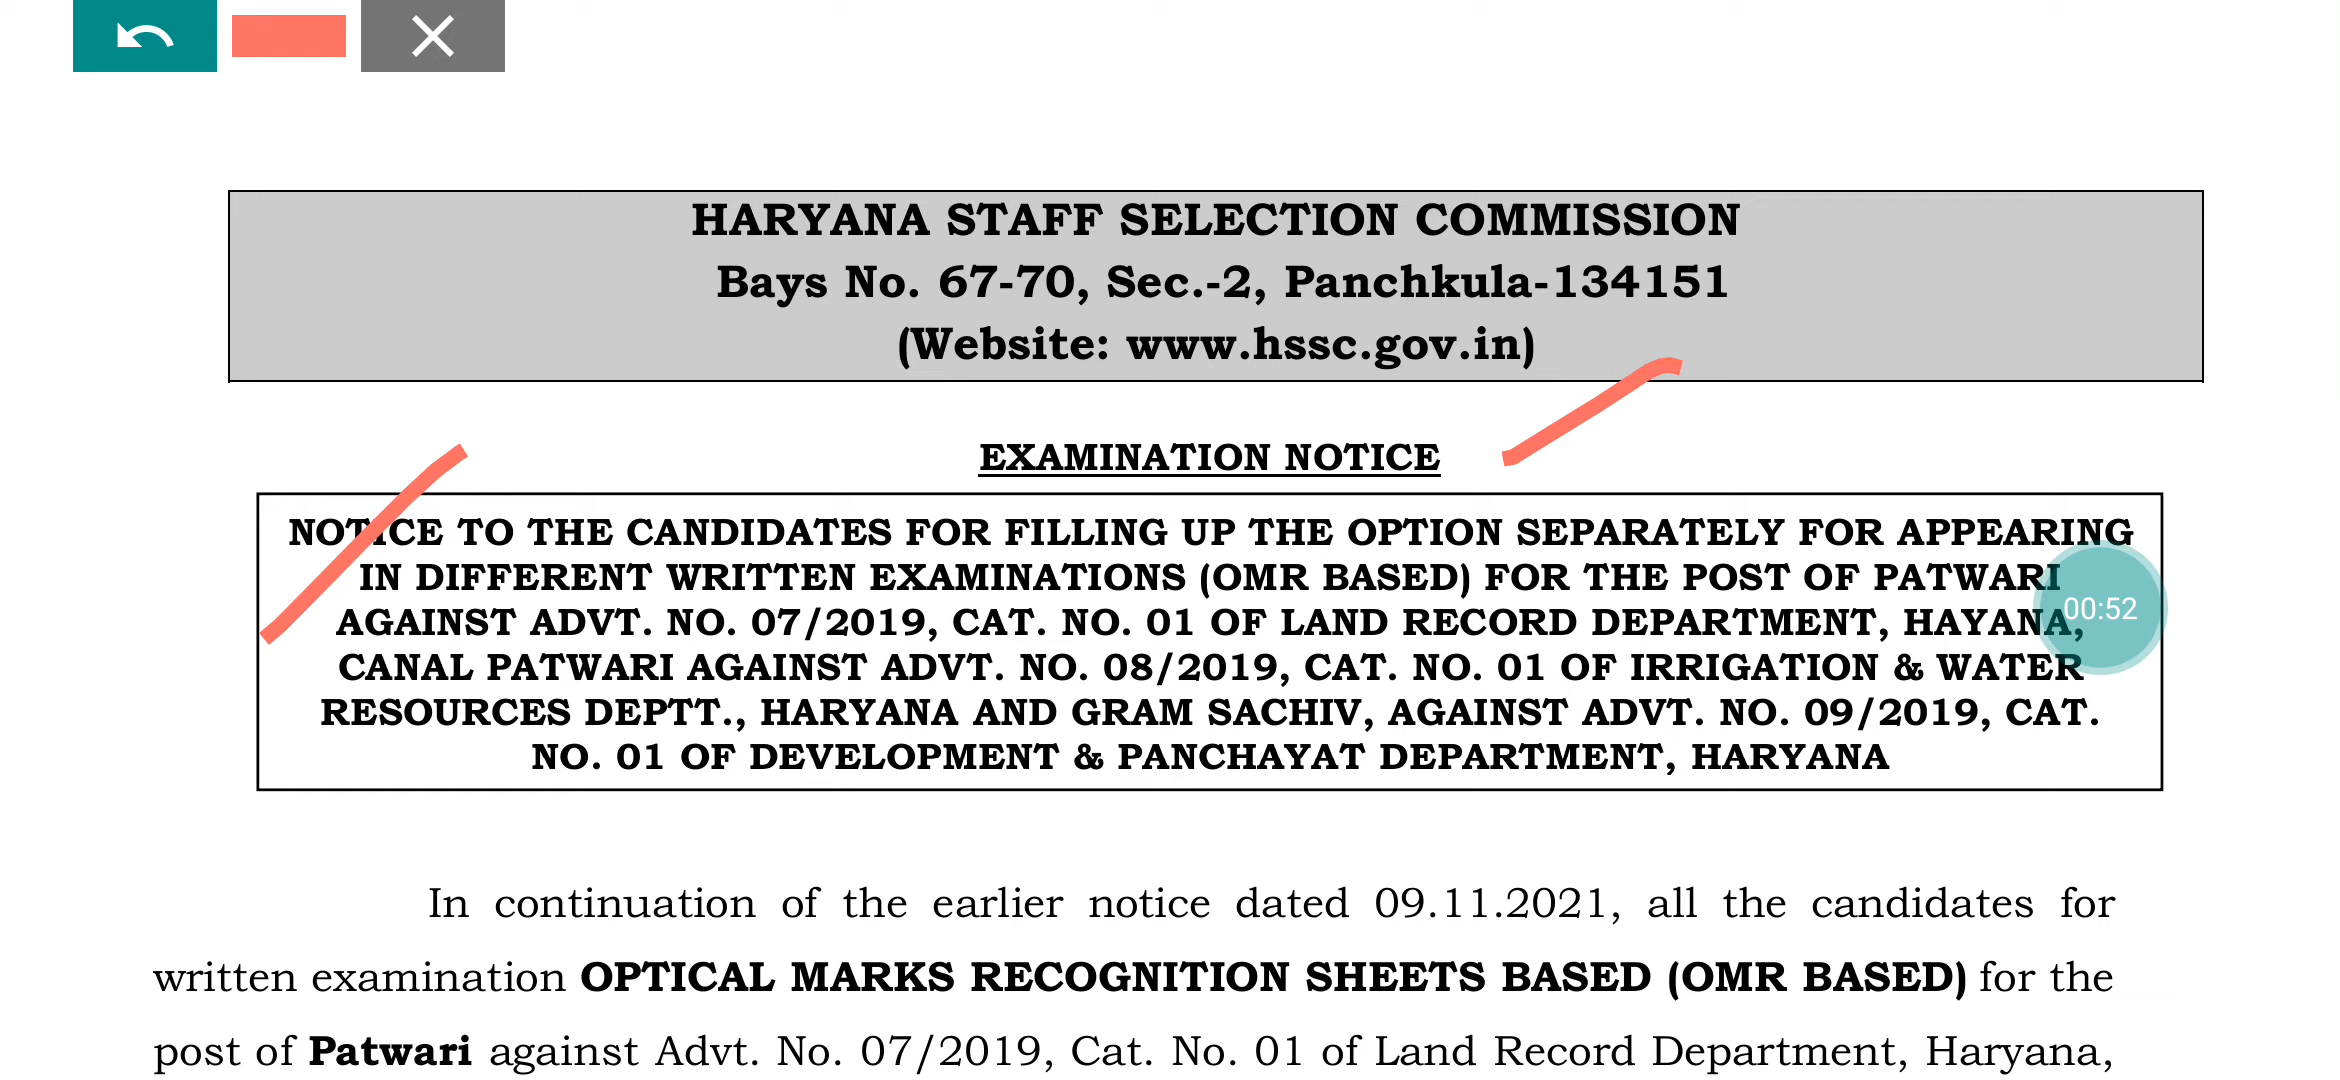 HARYANA STAFF SELECTION COMMISSION
Bays No. 67-70, Sec.-2, Panchkula-134151
(Website: www.hssc.gov.in)
EXAMINATION NOTICE
NOTICE TO THE CANDIDATES FOR FILLING UP THE OPTION SEPARATELY FOR APPEARING
IN DIFFERENT WRITTEN EXAMINATIONS (OMR BASED) FOR THE POST OF PATWARI
AGAINST ADVT. NO. 07/2019, CAT. NO. 01 OF LAND RECORD DEPARTMENT, HAYANA,
00:52
CANAL PATWARI AGAINST ADVT. NO. 08/2019, CAT. NO. 01 OF IRRIGATION & WATER
RESOURCES DEPTT., HARYANA AND GRAM SACHIV, AGAINST ADVT. NO. 09/2019, CAT.
NO. 01 OF DEVELOPMENT & PANCHAYAT DEPARTMENT, HARYANA
In continuation of the earlier notice dated 09.11.2021, all the candidates for
written examination OPTICAL MARKS RECOGNITION SHEETS BASED (OMR BASED) for the
post of Patwari against Advt. No. 07/2019, Cat. No. 01 of Land Record Department, Haryana,